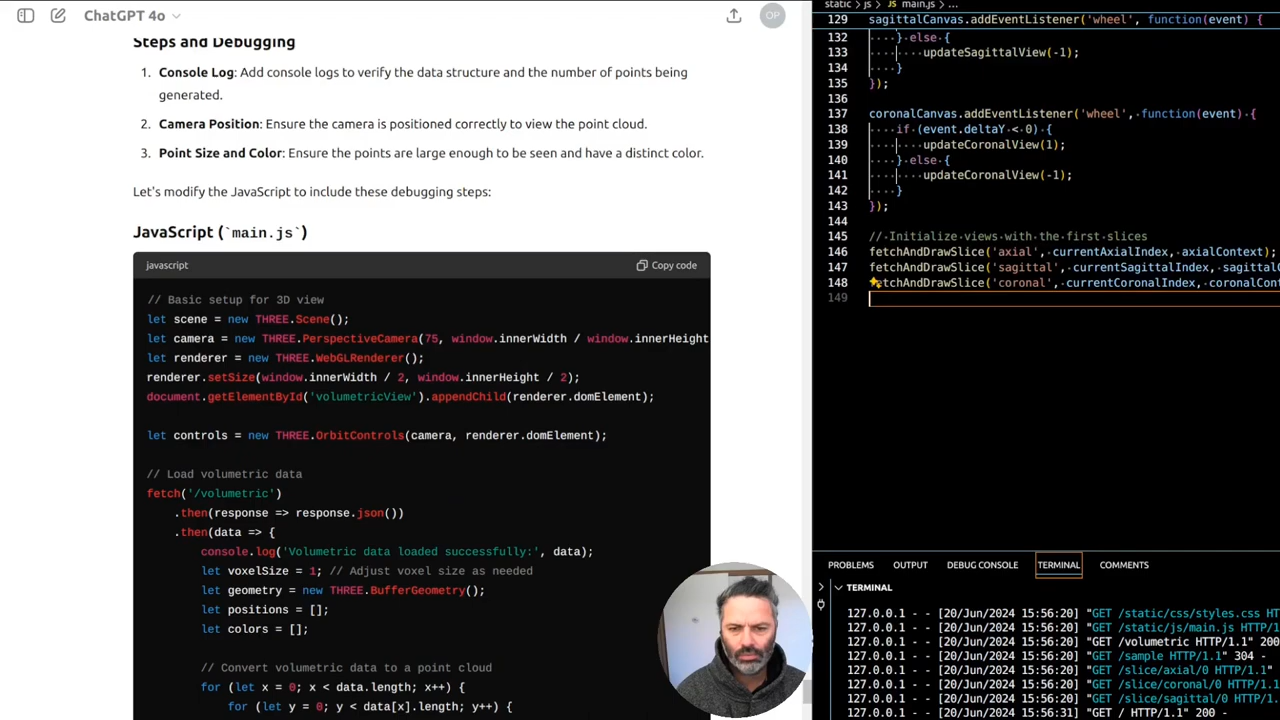 ChatGPT 4o
OP
Steps and Debugging
1. Console Log: Add console logs to verify the data structure and the number of points being
generated.
2. Camera Position: Ensure the camera is positioned correctly to view the point cloud.
3. Point Size and Color: Ensure the points are large enough to be seen and have a distinct color.
Let's modify the JavaScript to include these debugging steps:
JavaScript (`main.js`)
javascript
Copy code
// Basic setup for 3D view
let scene = new THREE.Scene();
let camera = new THREE.PerspectiveCamera(75, window.innerWidth / window.innerHeight
let renderer = new THREE.WebGLRenderer();
renderer.setSize(window.innerWidth / 2, window.innerHeight / 2);
document.getElementById('volumetricView').appendChild(renderer.domElement);
let controls = new THREE.OrbitControls(camera, renderer.domElement);
// Load volumetric data
fetch('/volumetric')
.then(response => response.json())
.then(data => {
console.log('Volumetric data loaded successfully:', data);
let voxelSize = 1; // Adjust voxel size as needed
let geometry = new THREE.BufferGeometry();
let positions = [];
let colors = [];
// Convert volumetric data to a point cloud
for (let x = 0; x < data.length; x++) {
for (let y = 0; y < data[x].length; y++) {
static > js > main.js > ...
129 sagittalCanvas.addEventListener('wheel', function(event) {
132 } else {
133 updateSagittalView(-1);
134 }
135 });
136
137 coronalCanvas.addEventListener('wheel', function(event) {
138 if (event.deltaY < 0) {
139 updateCoronalView(1);
140 } else {
141 updateCoronalView(-1);
142 }
143 });
144
145 // Initialize views with the first slices
146 fetchAndDrawSlice('axial', currentAxialIndex, axialContext);
147 fetchAndDrawSlice('sagittal', currentSagittalIndex, sagittalC
148 fetchAndDrawSlice('coronal', currentCoronalIndex, coronalCont
149
PROBLEMS OUTPUT DEBUG CONSOLE TERMINAL COMMENTS
TERMINAL
127.0.0.1 - - [20/Jun/2024 15:56:20] "GET /static/css/styles.css HT
127.0.0.1 - - [20/Jun/2024 15:56:20] "GET /static/js/main.js HTTP/1
127.0.0.1 - - [20/Jun/2024 15:56:20] "GET /volumetric HTTP/1.1" 200
127.0.0.1 - - [20/Jun/2024 15:56:20] "GET /sample HTTP/1.1" 304 -
127.0.0.1 - - [20/Jun/2024 15:56:20] "GET /slice/axial/0 HTTP/1.1"
127.0.0.1 - - [20/Jun/2024 15:56:20] "GET /slice/coronal/0 HTTP/1.
127.0.0.1 - - [20/Jun/2024 15:56:20] "GET /slice/sagittal/0 HTTP/1
127.0.0.1 - - [20/Jun/2024 15:56:31] "GET / HTTP/1.1" 200 -